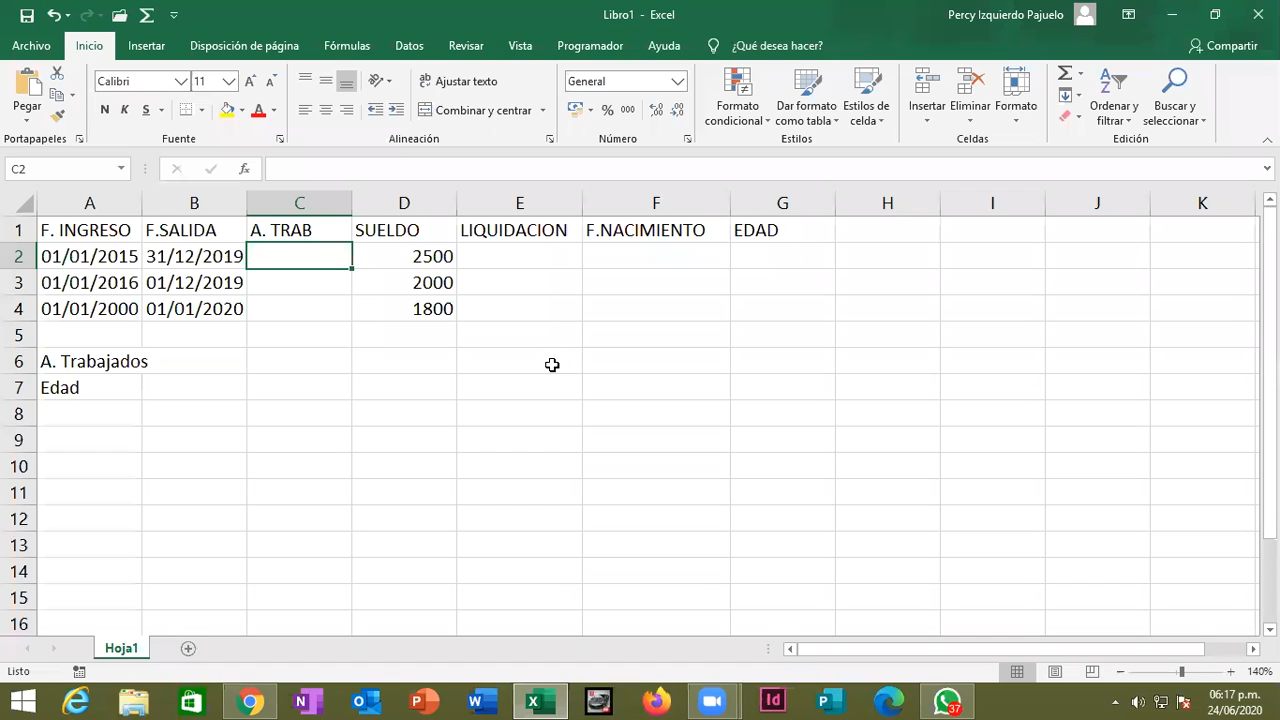 Libro1 - Excel
Percy Izquierdo Pajuelo
Archivo Inicio Insertar Disposición de página Fórmulas Datos Revisar Vista Programador Ayuda ¿Qué desea hacer? Compartir
Pegar
Calibri 11
N K S
Ajustar texto
Combinar y centrar
General
% 000
Formato condicional
Dar formato como tabla
Estilos de celda
Insertar Eliminar Formato
Ordenar y filtrar
Buscar y seleccionar
Portapapeles Fuente Alineación Número Estilos Celdas Edición
C2 fx
A B C D E F G H I J K
1 F. INGRESO F.SALIDA A. TRAB SUELDO LIQUIDACION F.NACIMIENTO EDAD
2 01/01/2015 31/12/2019 2500
3 01/01/2016 01/12/2019 2000
4 01/01/2000 01/01/2020 1800
5
6 A. Trabajados
7 Edad
8
9
10
11
12
13
14
15
16
Hoja1
Listo 140%
37
06:17 p.m.
24/06/2020